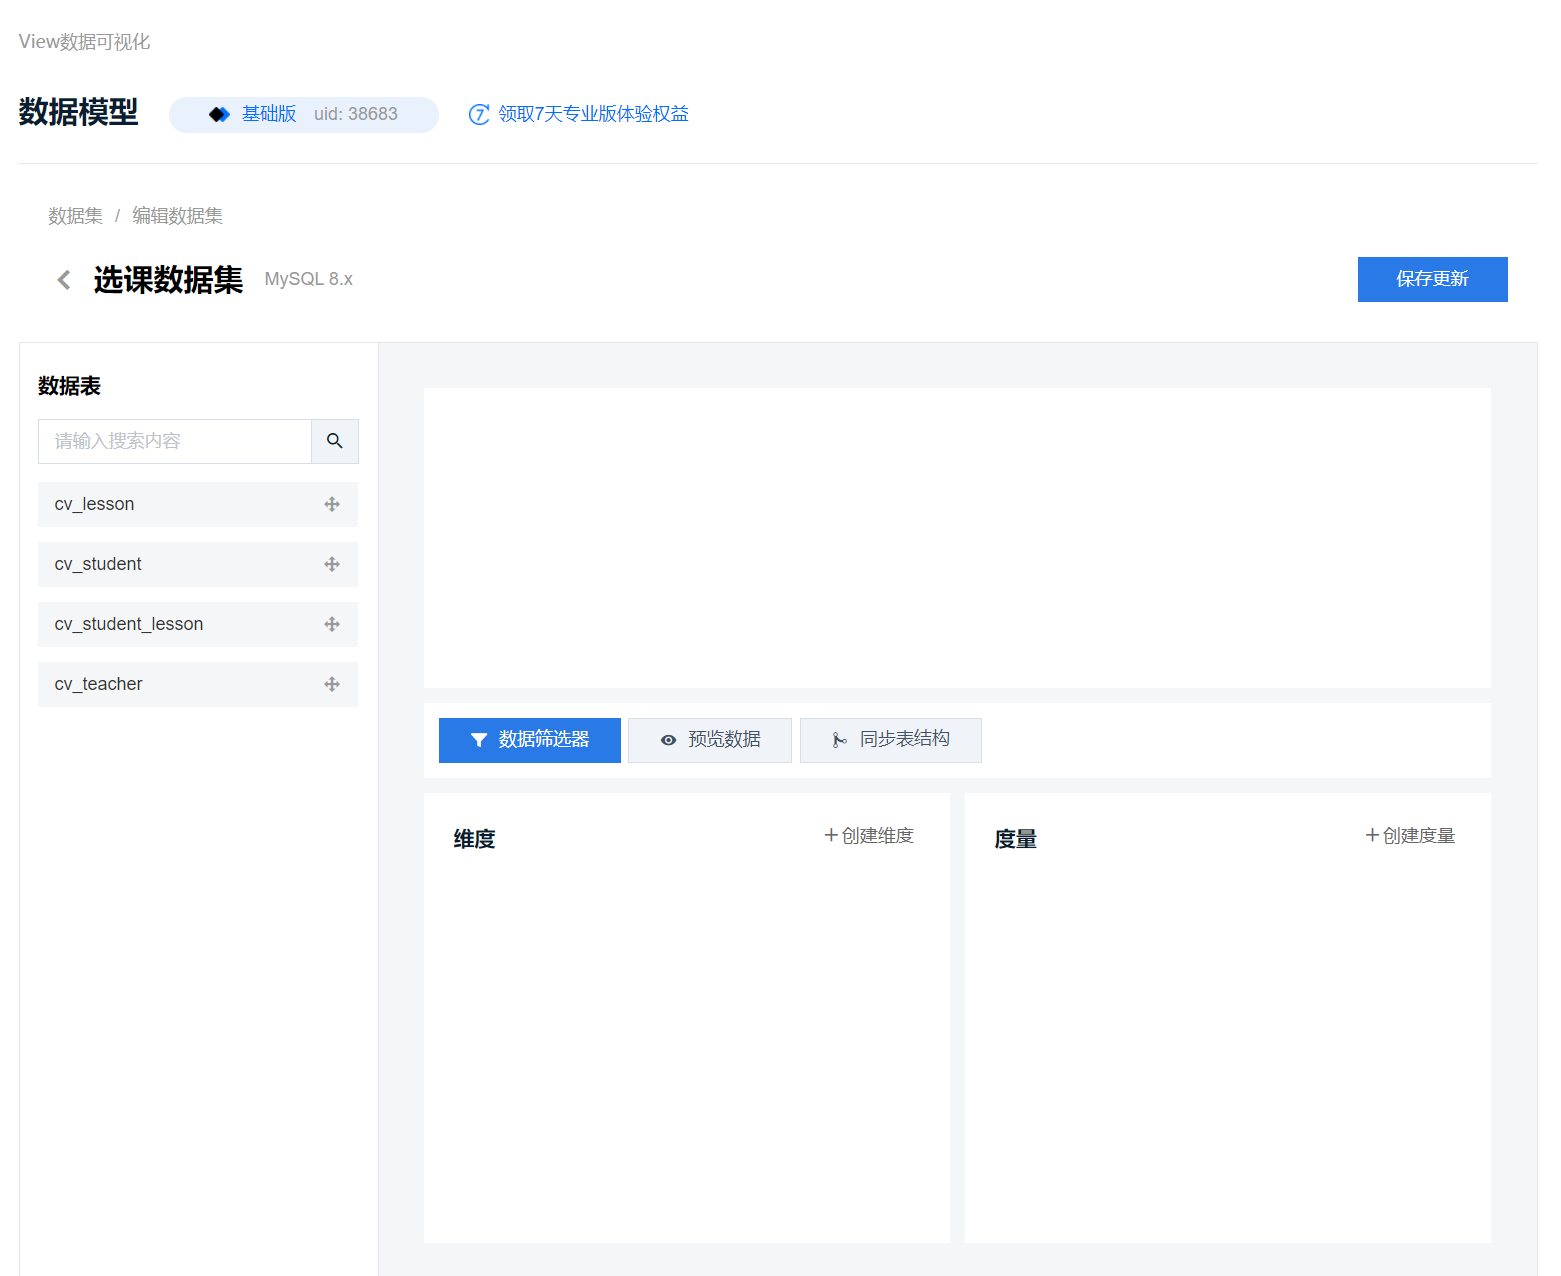 View数据可视化
数据模型 基础版 uid: 38683 领取7天专业版体验权益
数据集 / 编辑数据集
选课数据集 MySQL 8.x 保存更新
数据表
请输入搜索内容
cv_lesson
cv_student
cv_student_lesson
cv_teacher
数据筛选器 预览数据 同步表结构
维度 +创建维度 度量 +创建度量